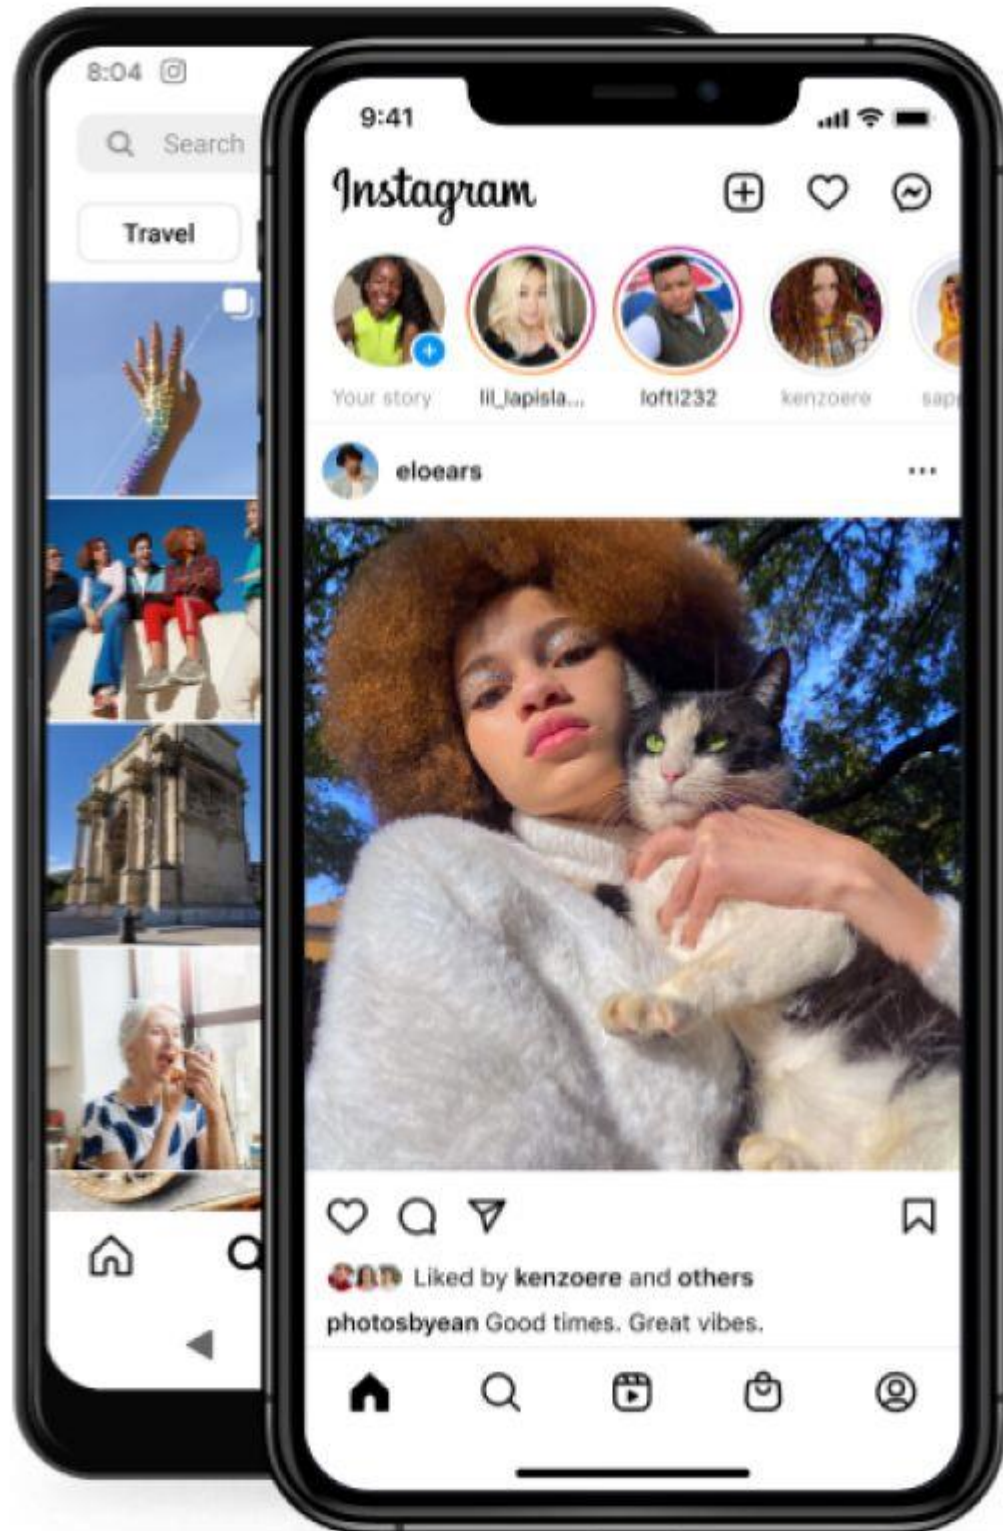 8:04
Search
Travel
9:41
Instagram
Your story
lil_lapisla...
lofti232
kenzoere
sap
eloears
Liked by kenzoere and others
photosbyean Good times. Great vibes.